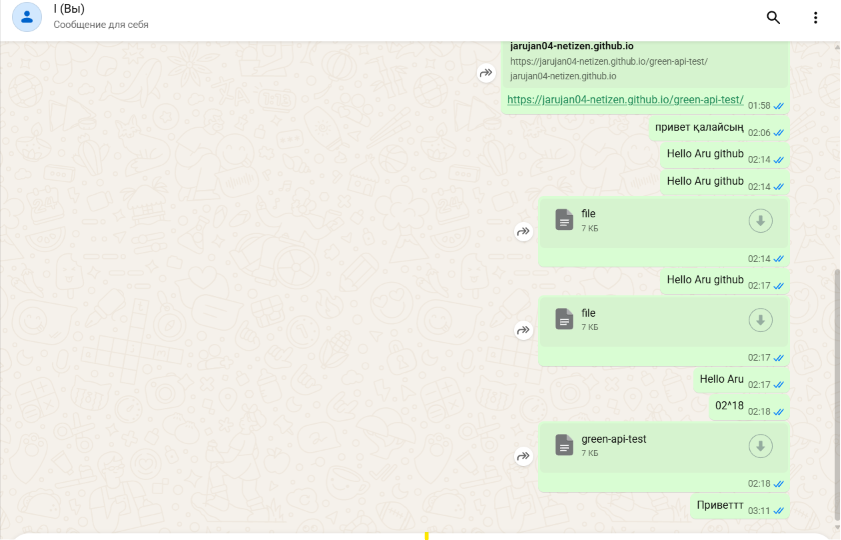 I (Вы)
Сообщение для себя
jarujan04-netizen.github.io
https://jarujan04-netizen.github.io/green-api-test/
jarujan04-netizen.github.io
https://jarujan04-netizen.github.io/green-api-test/ 01:58
привет қалайсың 02:06
Hello Aru github 02:14
Hello Aru github 02:14
file
7 КБ
02:14
Hello Aru github 02:17
file
7 КБ
02:17
Hello Aru 02:17
02^18 02:18
green-api-test
7 КБ
02:18
Приветтт 03:11